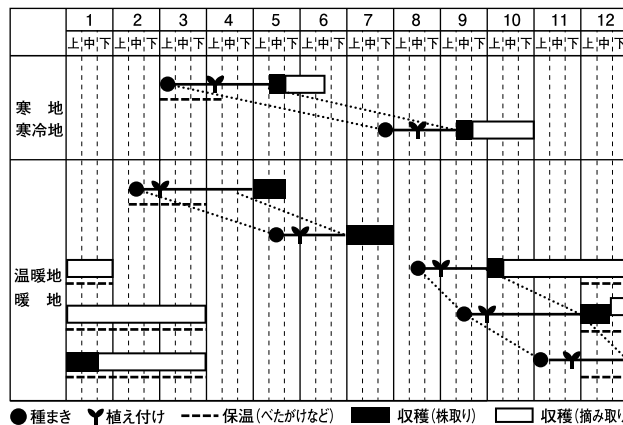 1 2 3 4 5 6 7 8 9 10 11 12
上 中 下 上 中 下 上 中 下 上 中 下 上 中 下 上 中 下 上 中 下 上 中 下 上 中 下 上 中 下 上 中 下 上 中 下
寒 地
寒冷地
温暖地
暖 地
種まき 植え付け 保温(べたがけなど) 収穫(株取り) 収穫(摘み取り)